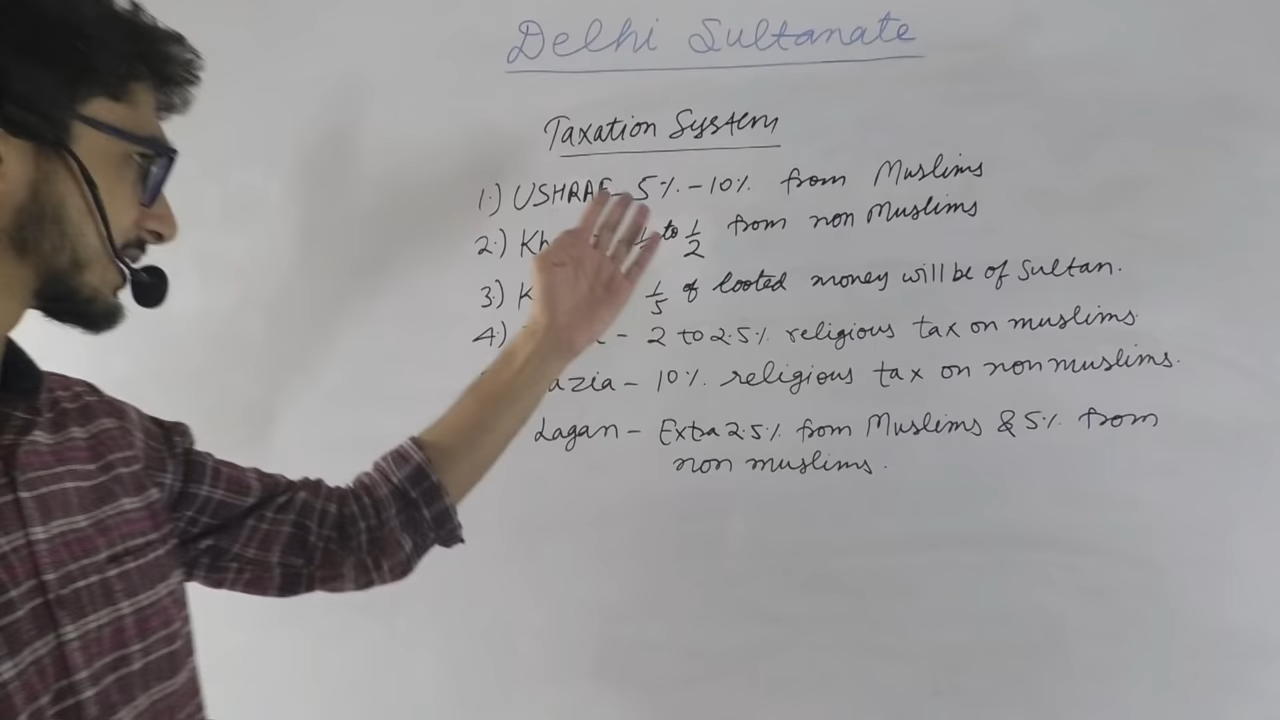 Delhi Sultanate
Taxation System
1.) USHRAF - 5% - 10% from Muslims
2.) to 1/2 from non Muslims
3.) 1/5 of looted money will be of Sultan.
4.) - 2 to 2.5% religious tax on muslims
azia - 10% religious tax on non muslims.
Lagan - Extra 2.5% from Muslims & 5% from
non muslims.